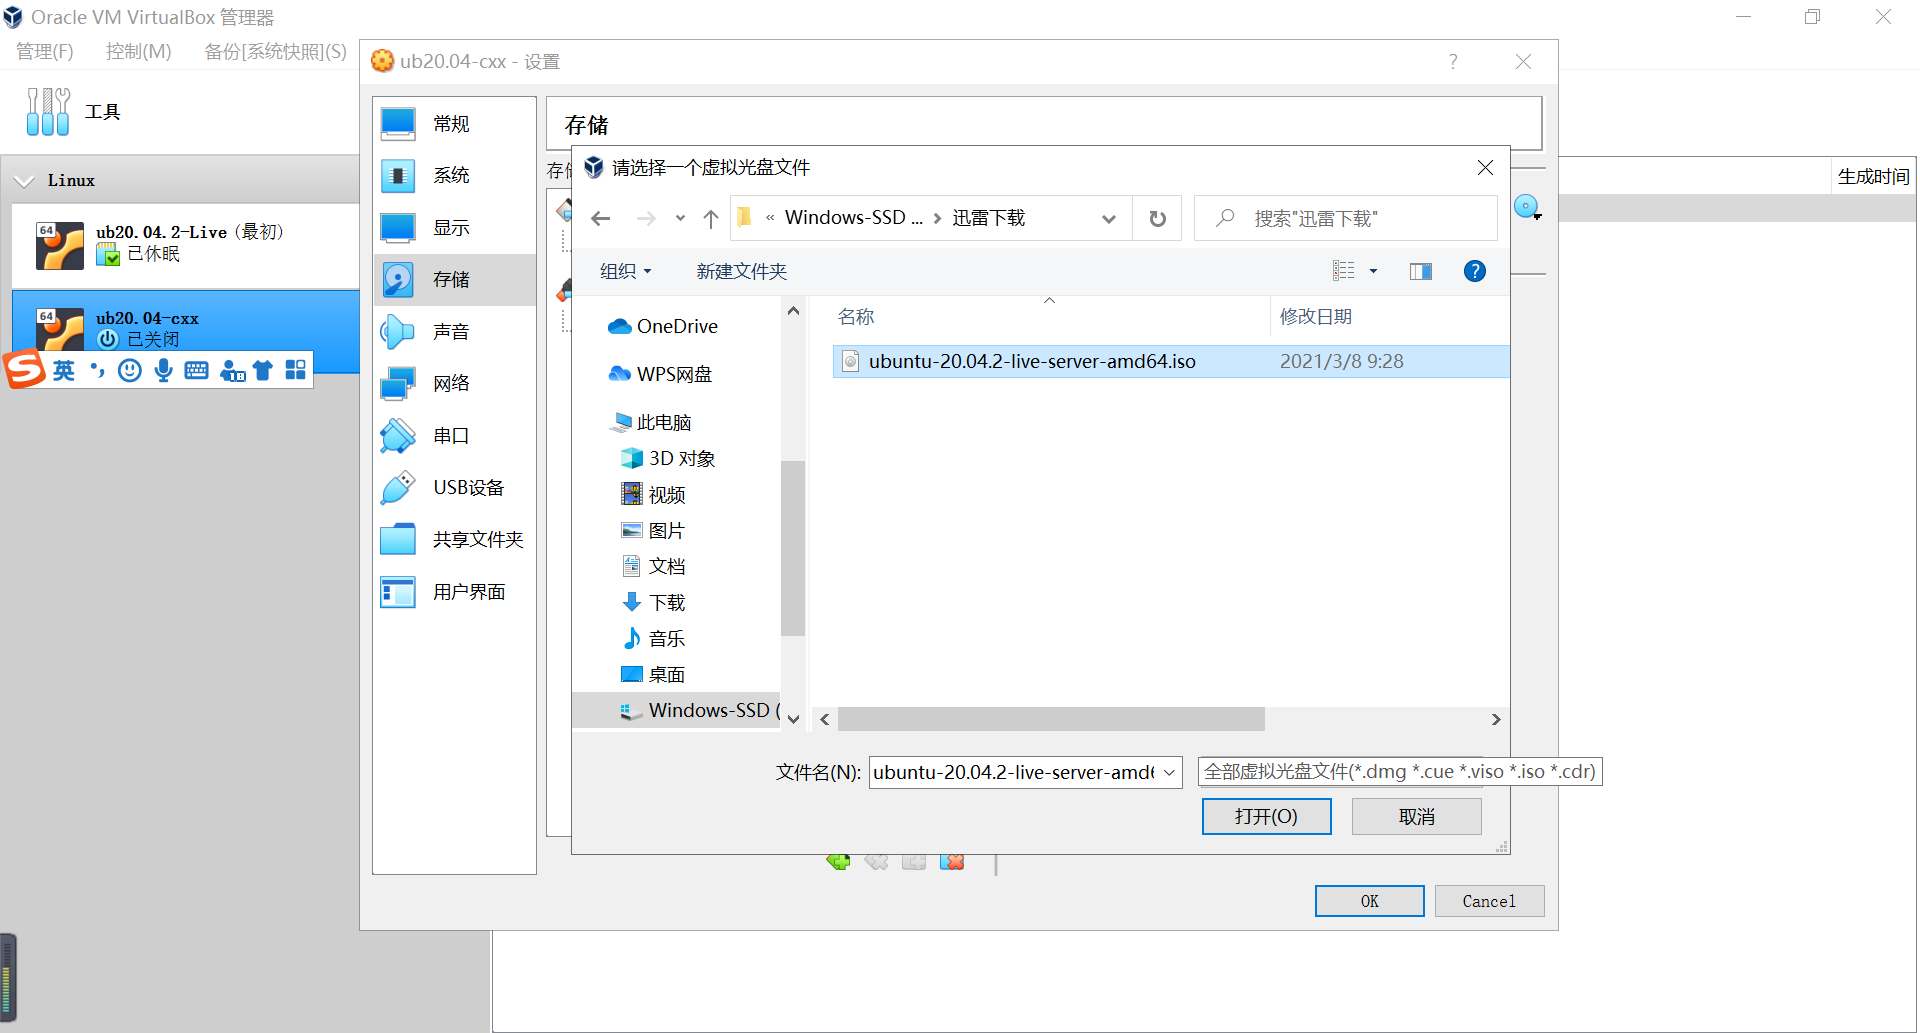 Oracle VM VirtualBox 管理器
管理(F) 控制(M) 备份[系统快照](S)
工具
Linux
64
ub20.04.2-Live (最初)
已休眠
64
ub20.04-cxx
已关闭
英
生成时间
ub20.04-cxx - 设置
?
常规
系统
显示
存储
声音
网络
串口
USB设备
共享文件夹
用户界面
存储
请选择一个虚拟光盘文件
« Windows-SSD ... › 迅雷下载
搜索"迅雷下载"
组织
新建文件夹
?
OneDrive
WPS网盘
此电脑
3D 对象
视频
图片
文档
下载
音乐
桌面
Windows-SSD (
名称
修改日期
ubuntu-20.04.2-live-server-amd64.iso 2021/3/8 9:28
文件名(N):
ubuntu-20.04.2-live-server-amd6
全部虚拟光盘文件(*.dmg *.cue *.viso *.iso *.cdr)
打开(O)
取消
OK
Cancel